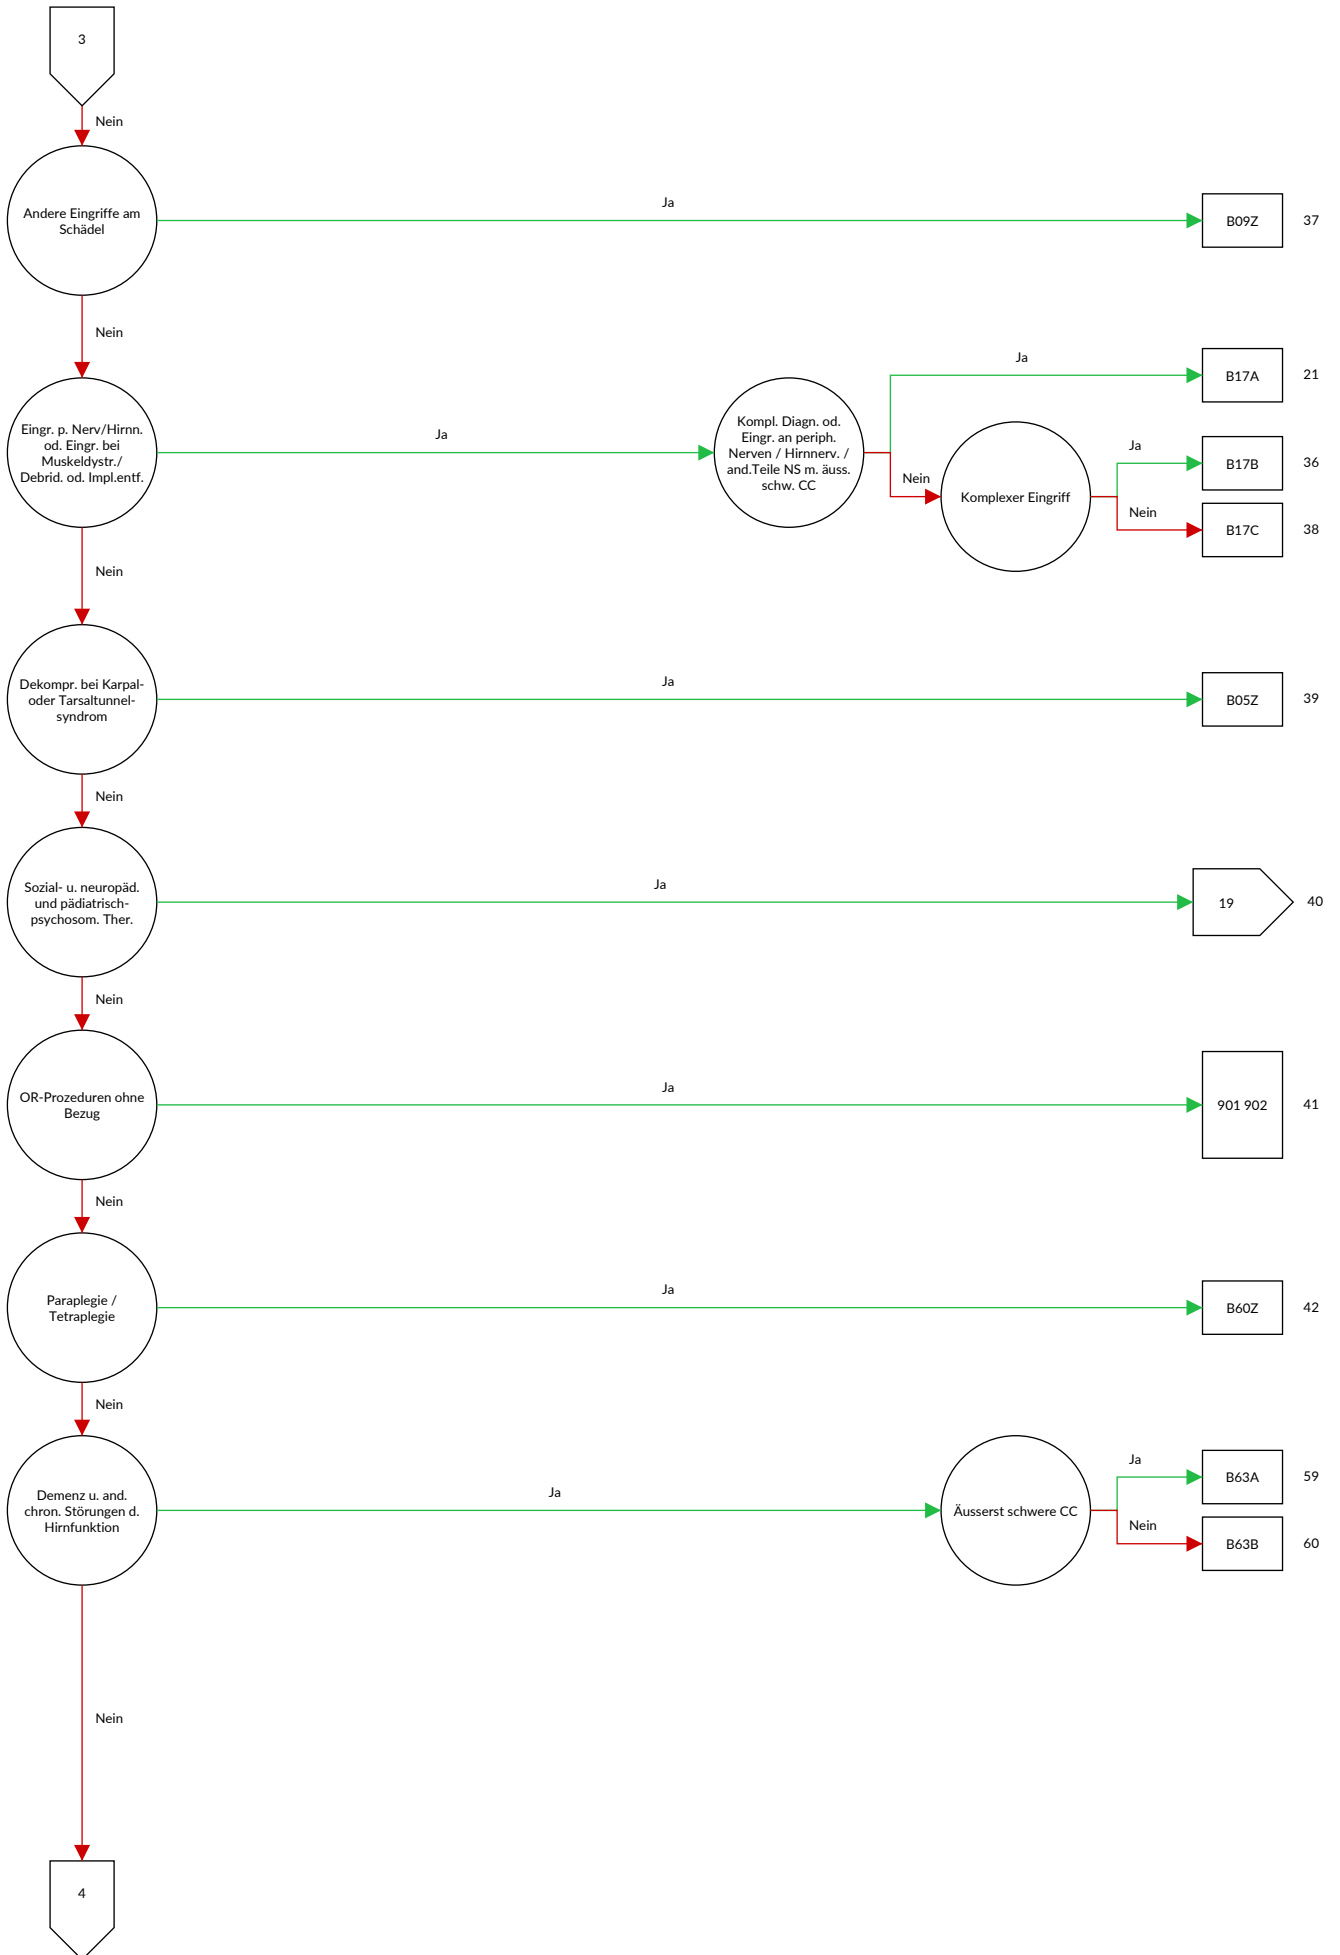 3
Nein
Andere Eingriffe am
Schädel
Ja
B09Z
37
Nein
Eingr. p. Nerv/Hirnn.
od. Eingr. bei
Muskeldystr./
Debrid. od. Impl.entf.
Ja
Kompl. Diagn. od.
Eingr. an periph.
Nerven / Hirnnerv. /
and.Teile NS m. äuss.
schw. CC
Ja
B17A
21
Nein
Komplexer Eingriff
Ja
B17B
36
Nein
B17C
38
Nein
Dekompr. bei Karpal-
oder Tarsaltunnel-
syndrom
Ja
B05Z
39
Nein
Sozial- u. neuropäd.
und pädiatrisch-
psychosom. Ther.
Ja
19
40
Nein
OR-Prozeduren ohne
Bezug
Ja
901 902
41
Nein
Paraplegie /
Tetraplegie
Ja
B60Z
42
Nein
Demenz u. and.
chron. Störungen d.
Hirnfunktion
Ja
Äusserst schwere CC
Ja
B63A
59
Nein
B63B
60
Nein
4